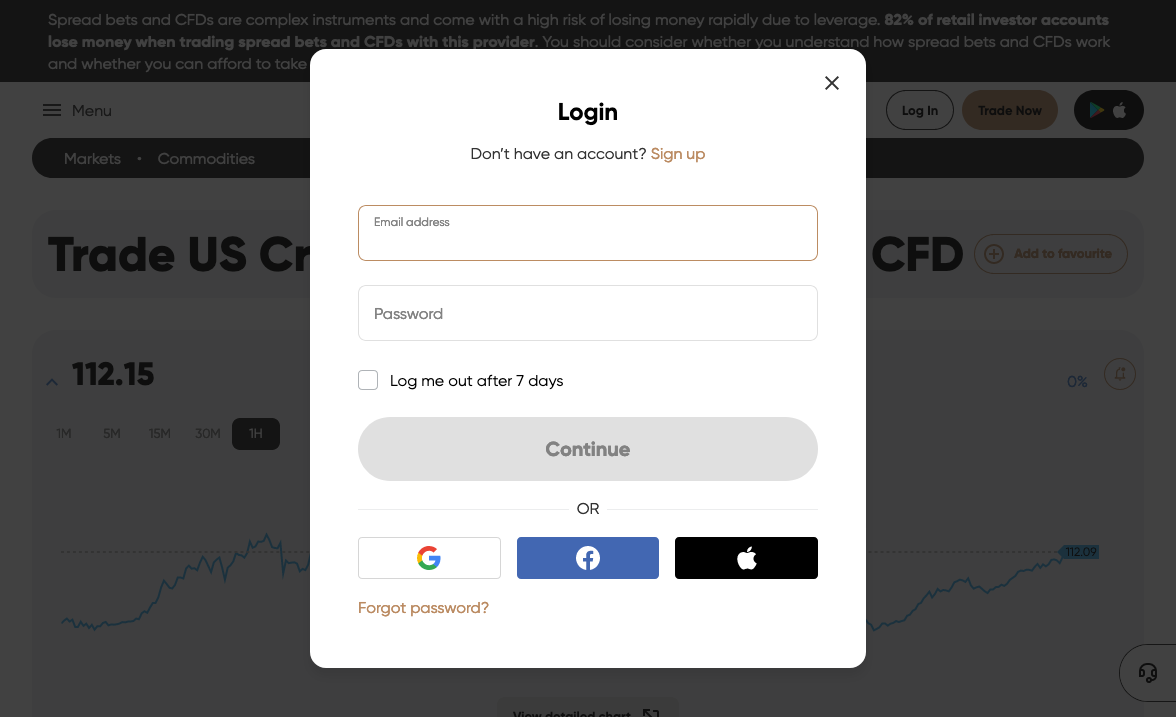 Spread bets and CFDs are complex instruments and come with a high risk of losing money rapidly due to leverage. 82% of retail investor accounts
lose money when trading spread bets and CFDs with this provider. You should consider whether you understand how spread bets and CFDs work
and whether you can afford to take
Menu
Log In
Trade Now
Markets • Commodities
Login
Don't have an account? Sign up
Trade US Cr
CFD
Add to favourite
Email address
Password
112.15
0%
Log me out after 7 days
1M 5M 15M 30M 1H
Continue
OR
112.09
Forgot password?
View detailed chart